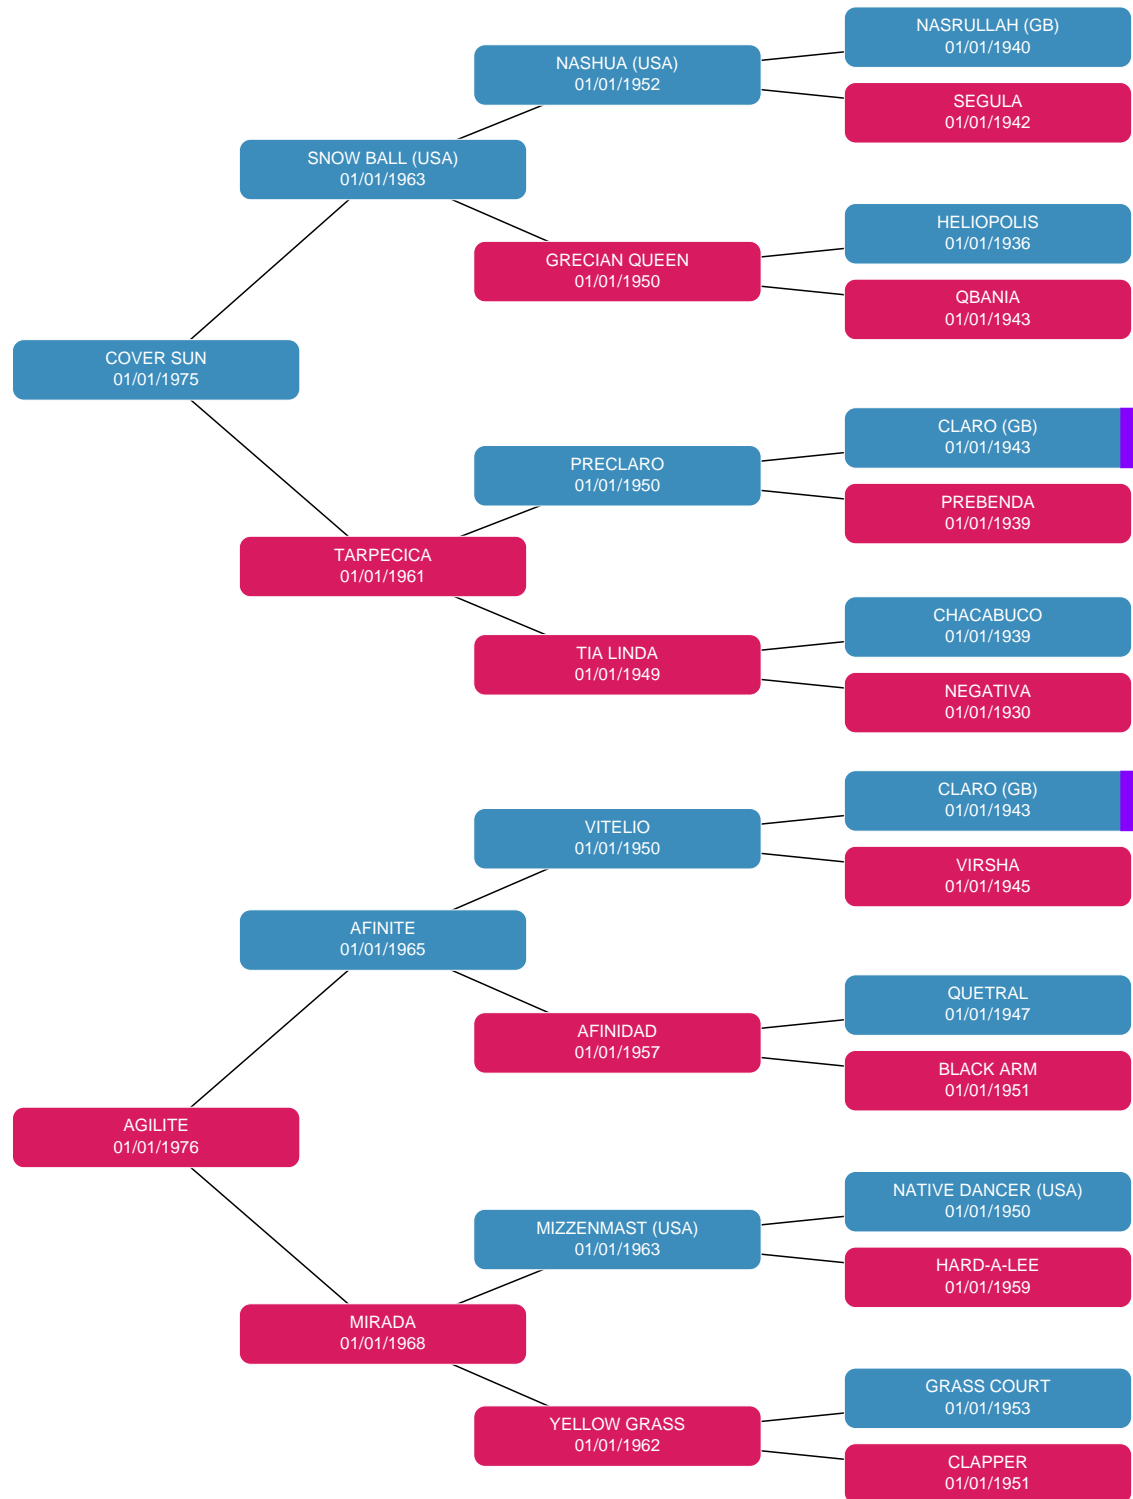 NASRULLAH (GB)
01/01/1940
NASHUA (USA)
01/01/1952
SEGULA
01/01/1942
SNOW BALL (USA)
01/01/1963
HELIOPOLIS
01/01/1936
GRECIAN QUEEN
01/01/1950
QBANIA
01/01/1943
COVER SUN
01/01/1975
CLARO (GB)
01/01/1943
PRECLARO
01/01/1950
PREBENDA
01/01/1939
TARPECICA
01/01/1961
CHACABUCO
01/01/1939
TIA LINDA
01/01/1949
NEGATIVA
01/01/1930
CLARO (GB)
01/01/1943
VITELIO
01/01/1950
VIRSHA
01/01/1945
AFINITE
01/01/1965
QUETRAL
01/01/1947
AFINIDAD
01/01/1957
BLACK ARM
01/01/1951
AGILITE
01/01/1976
NATIVE DANCER (USA)
01/01/1950
MIZZENMAST (USA)
01/01/1963
HARD-A-LEE
01/01/1959
MIRADA
01/01/1968
GRASS COURT
01/01/1953
YELLOW GRASS
01/01/1962
CLAPPER
01/01/1951